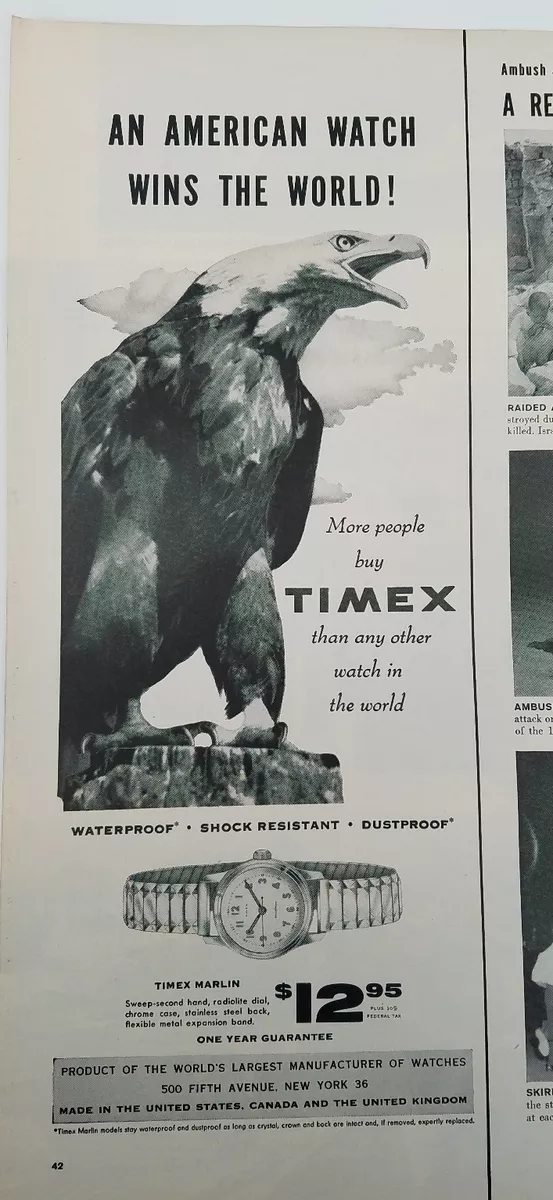 AN AMERICAN WATCH
WINS THE WORLD!
More people
buy
TIMEX
than any other
watch in
the world
WATERPROOF* • SHOCK RESISTANT • DUSTPROOF*
TIMEX MARLIN
Sweep-second hand, radiolite dial,
chrome case, stainless steel back,
flexible metal expansion band.
$12 95
PLUS 10%
FEDERAL TAX
ONE YEAR GUARANTEE
PRODUCT OF THE WORLD'S LARGEST MANUFACTURER OF WATCHES
500 FIFTH AVENUE, NEW YORK 36
MADE IN THE UNITED STATES, CANADA AND THE UNITED KINGDOM
*Timex Marlin models stay waterproof and dustproof as long as crystal, crown and back are intact and, if removed, expertly replaced.
42
Ambush
A RE
RAIDED
stroyed du
killed. Isr
AMBUS
attack o
of the 1
SKIR
the st
at eac